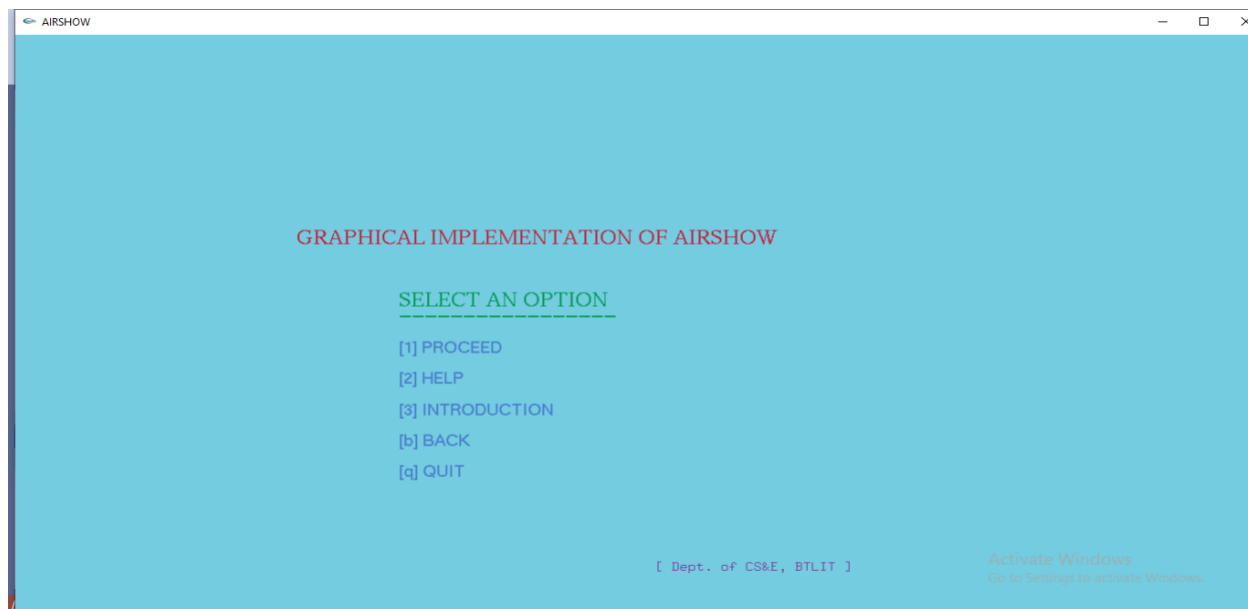 AIRSHOW
GRAPHICAL IMPLEMENTATION OF AIRSHOW
SELECT AN OPTION
[1] PROCEED
[2] HELP
[3] INTRODUCTION
[b] BACK
[q] QUIT
[ Dept. of CS&E, BTLIT ]
Activate Windows
Go to Settings to activate Windows.